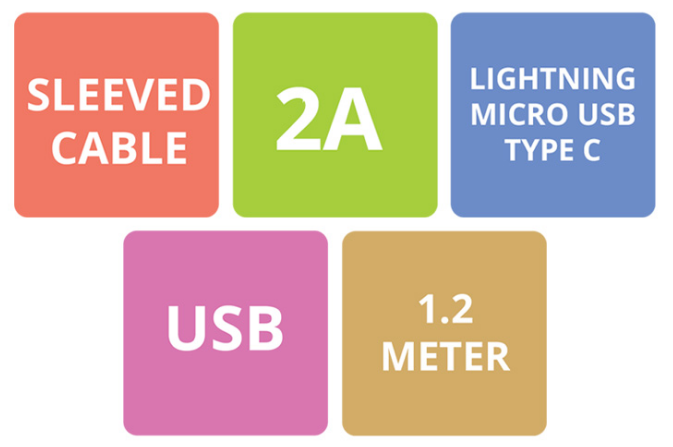 SLEEVED
CABLE
2A
LIGHTNING
MICRO USB
TYPE C
USB
1.2
METER